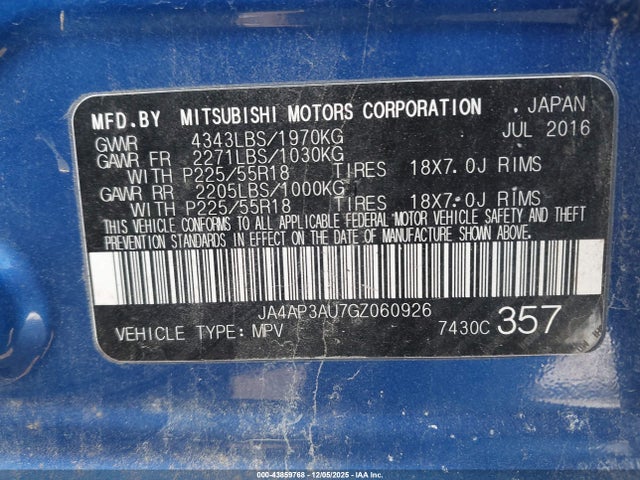 MFD.BY MITSUBISHI MOTORS CORPORATION . JAPAN
GWR 4343LBS/1970KG JUL 2016
GAWR FR 2271LBS/1030KG
WITH P225/55R18 TIRES 18X7.0J RIMS
GAWR RR 2205LBS/1000KG
WITH P225/55R18 TIRES 18X7.0J RIMS
THIS VEHICLE CONFORMS TO ALL APPLICABLE FEDERAL MOTOR VEHICLE SAFETY AND THEFT
PREVENTION STANDARDS IN EFFECT ON THE DATE OF MANUFACTURE SHOWN ABOVE.
JA4AP3AU7GZ060926
VEHICLE TYPE: MPV 7430C 357
000-43859768 - 12/05/2025 - IAA Inc.